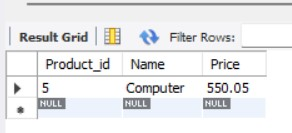 Result Grid Filter Rows:
Product_id Name Price
5 Computer 550.05
NULL NULL NULL